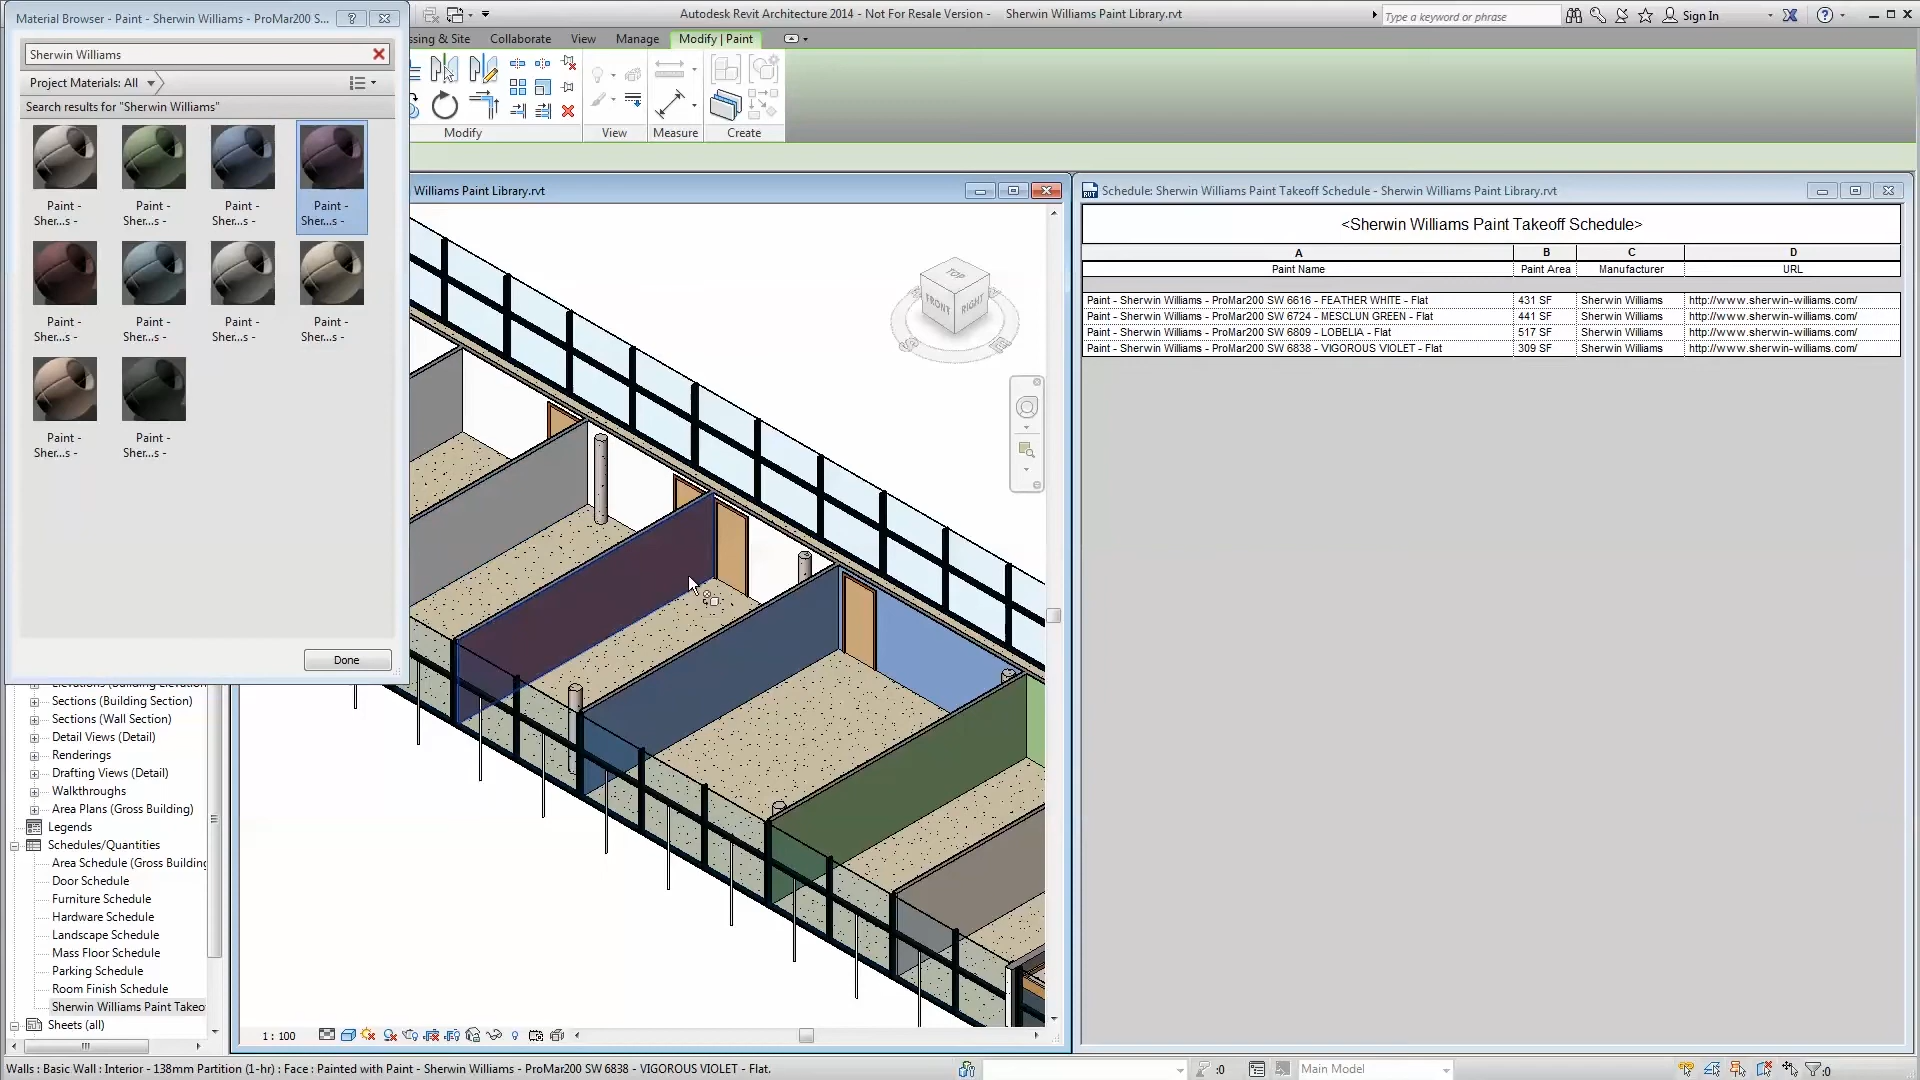 Material Browser - Paint - Sherwin Williams - ProMar200 S...
Autodesk Revit Architecture 2014 - Not For Resale Version - Sherwin Williams Paint Library.rvt
Type a keyword or phrase
Sign In
ssing & Site Collaborate View Manage Modify | Paint
Sherwin Williams
Project Materials: All
Search results for "Sherwin Williams"
Paint - Sher...s -
Paint - Sher...s -
Paint - Sher...s -
Paint - Sher...s -
Paint - Sher...s -
Paint - Sher...s -
Paint - Sher...s -
Paint - Sher...s -
Paint - Sher...s -
Paint - Sher...s -
Done
Modify View Measure Create
Williams Paint Library.rvt
TOP
FRONT
RIGHT
Schedule: Sherwin Williams Paint Takeoff Schedule - Sherwin Williams Paint Library.rvt
<Sherwin Williams Paint Takeoff Schedule>
A B C D
Paint Name Paint Area Manufacturer URL
Paint - Sherwin Williams - ProMar200 SW 6616 - FEATHER WHITE - Flat 431 SF Sherwin Williams http://www.sherwin-williams.com/
Paint - Sherwin Williams - ProMar200 SW 6724 - MESCLUN GREEN - Flat 441 SF Sherwin Williams http://www.sherwin-williams.com/
Paint - Sherwin Williams - ProMar200 SW 6809 - LOBELIA - Flat 517 SF Sherwin Williams http://www.sherwin-williams.com/
Paint - Sherwin Williams - ProMar200 SW 6838 - VIGOROUS VIOLET - Flat 309 SF Sherwin Williams http://www.sherwin-williams.com/
Elevations (Building Elevation
Sections (Building Section)
Sections (Wall Section)
Detail Views (Detail)
Renderings
Drafting Views (Detail)
Walkthroughs
Area Plans (Gross Building)
Legends
Schedules/Quantities
Area Schedule (Gross Building
Door Schedule
Furniture Schedule
Hardware Schedule
Landscape Schedule
Mass Floor Schedule
Parking Schedule
Room Finish Schedule
Sherwin Williams Paint Takeo
Sheets (all)
1 : 100
Walls : Basic Wall : Interior - 138mm Partition (1-hr) : Face : Painted with Paint - Sherwin Williams - ProMar200 SW 6838 - VIGOROUS VIOLET - Flat.
:0
Main Model
:0